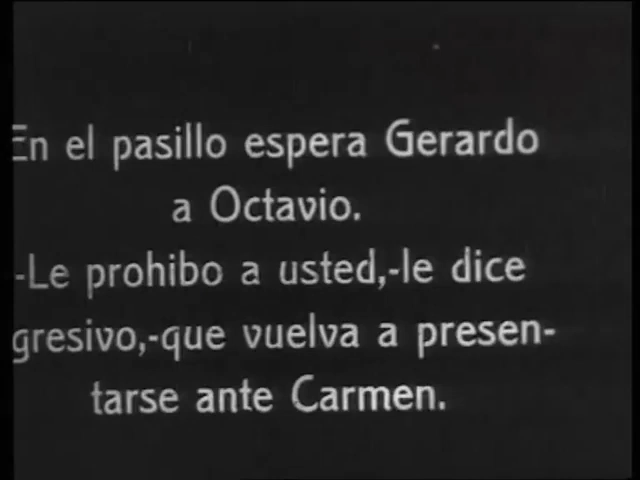 En el pasillo espera Gerardo
a Octavio.
-Le prohibo a usted,-le dice
gresivo,-que vuelva a presen-
tarse ante Carmen.